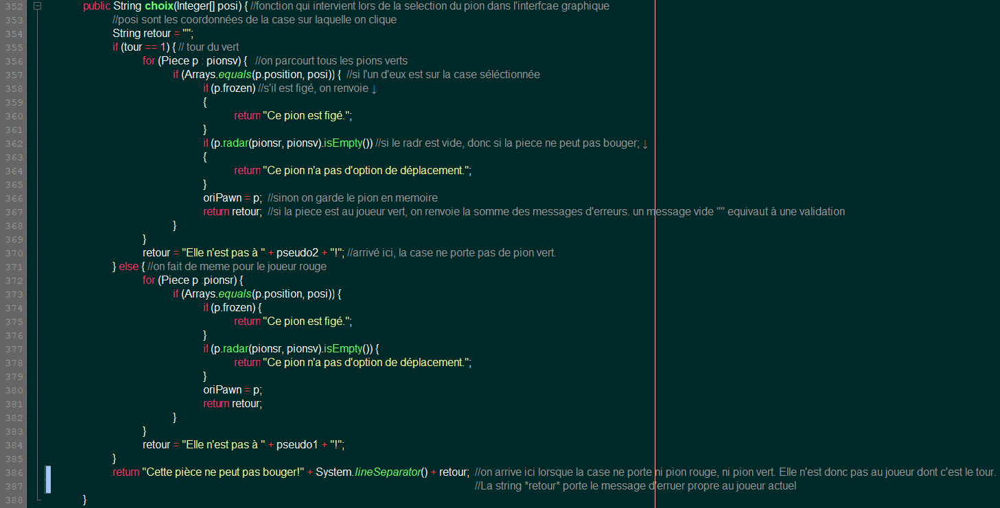 352 public String choix(Integer[] posi) { //fonction qui intervient lors de la selection du pion dans l'interfcae graphique
353 //posi sont les coordonnées de la case sur laquelle on clique
354 String retour = "";
355 if (tour == 1) { // tour du vert
356 for (Piece p : pionsv) { //on parcourt tous les pions verts
357 if (Arrays.equals(p.position, posi)) { //si l'un d'eux est sur la case séléctionnée
358 if (p.frozen) //s'il est figé, on renvoie ↓
359 {
360 return "Ce pion est figé.";
361 }
362 if (p.radar(pionsr, pionsv).isEmpty()) //si le radr est vide, donc si la piece ne peut pas bouger; ↓
363 {
364 return "Ce pion n'a pas d'option de déplacement.";
365 }
366 oriPawn = p; //sinon on garde le pion en memoire
367 return retour; //si la piece est au joueur vert, on renvoie la somme des messages d'erreurs. un message vide "" equivaut à une validation
368 }
369 }
370 retour = "Elle n'est pas à " + pseudo2 + "!"; //arrivé ici, la case ne porte pas de pion vert.
371 } else { //on fait de meme pour le joueur rouge
372 for (Piece p :pionsr) {
373 if (Arrays.equals(p.position, posi)) {
374 if (p.frozen) {
375 return "Ce pion est figé.";
376 }
377 if (p.radar(pionsr, pionsv).isEmpty()) {
378 return "Ce pion n'a pas d'option de déplacement.";
379 }
380 oriPawn = p;
381 return retour;
382 }
383 }
384 retour = "Elle n'est pas à " + pseudo1 + "!";
385 }
386 return "Cette pièce ne peut pas bouger!" + System.lineSeparator() + retour; //on arrive ici lorsque la case ne porte ni pion rouge, ni pion vert. Elle n'est donc pas au joueur dont c'est le tour.
387 //La string *retour* porte le message d'erruer propre au joueur actuel
388 }